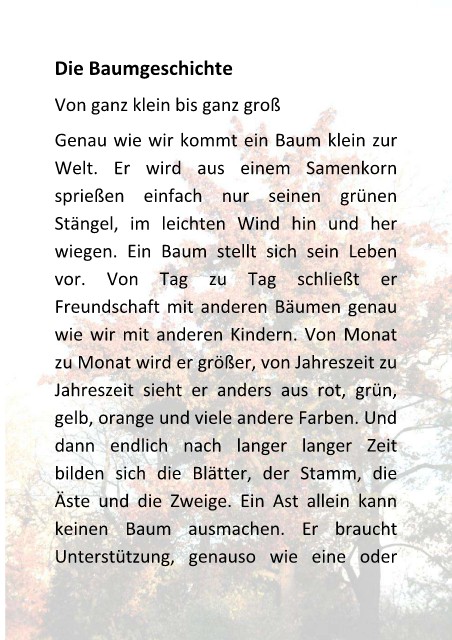 Die Baumgeschichte
Von ganz klein bis ganz groß
Genau wie wir kommt ein Baum klein zur
Welt. Er wird aus einem Samenkorn
sprießen einfach nur seinen grünen
Stängel, im leichten Wind hin und her
wiegen. Ein Baum stellt sich sein Leben
vor. Von Tag zu Tag schließt er
Freundschaft mit anderen Bäumen genau
wie wir mit anderen Kindern. Von Monat
zu Monat wird er größer, von Jahreszeit zu
Jahreszeit sieht er anders aus rot, grün,
gelb, orange und viele andere Farben. Und
dann endlich nach langer langer Zeit
bilden sich die Blätter, der Stamm, die
Äste und die Zweige. Ein Ast allein kann
keinen Baum ausmachen. Er braucht
Unterstützung, genauso wie eine oder